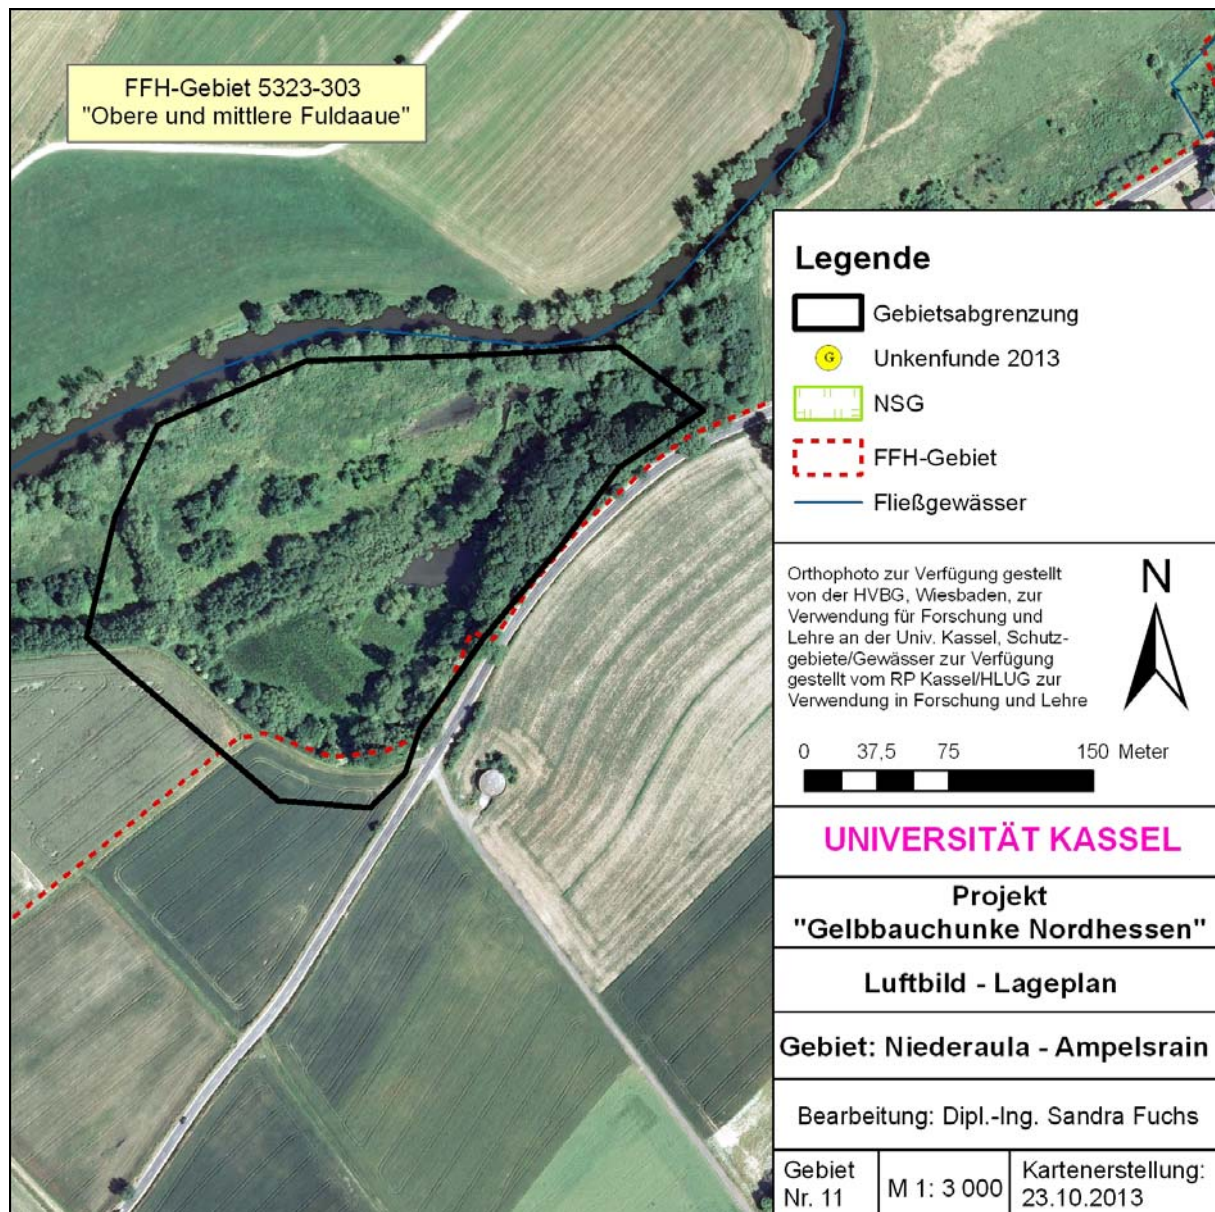 FFH-Gebiet 5323-303
"Obere und mittlere Fuldaaue"
Legende
Gebietsabgrenzung
G
Unkenfunde 2013
NSG
FFH-Gebiet
Fließgewässer
Orthophoto zur Verfügung gestellt
von der HVBG, Wiesbaden, zur
Verwendung für Forschung und
Lehre an der Univ. Kassel, Schutz-
gebiete/Gewässer zur Verfügung
gestellt vom RP Kassel/HLUG zur
Verwendung in Forschung und Lehre
N
0 37,5 75 150 Meter
UNIVERSITÄT KASSEL
Projekt
"Gelbbauchunke Nordhessen"
Luftbild - Lageplan
Gebiet: Niederaula - Ampelsrain
Bearbeitung: Dipl.-Ing. Sandra Fuchs
Gebiet
Nr. 11
M 1: 3 000
Kartenerstellung:
23.10.2013